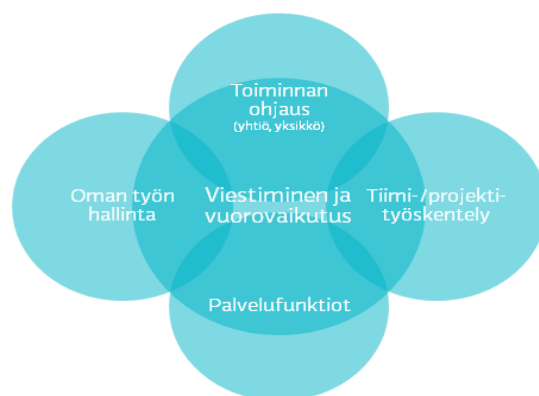 Toiminnan
ohjaus
(yhtiö, yksikkö)
Oman työn
hallinta
Viestiminen ja
vuorovaikutus
Tiimi-/projekti-
työskentely
Palvelufunktiot